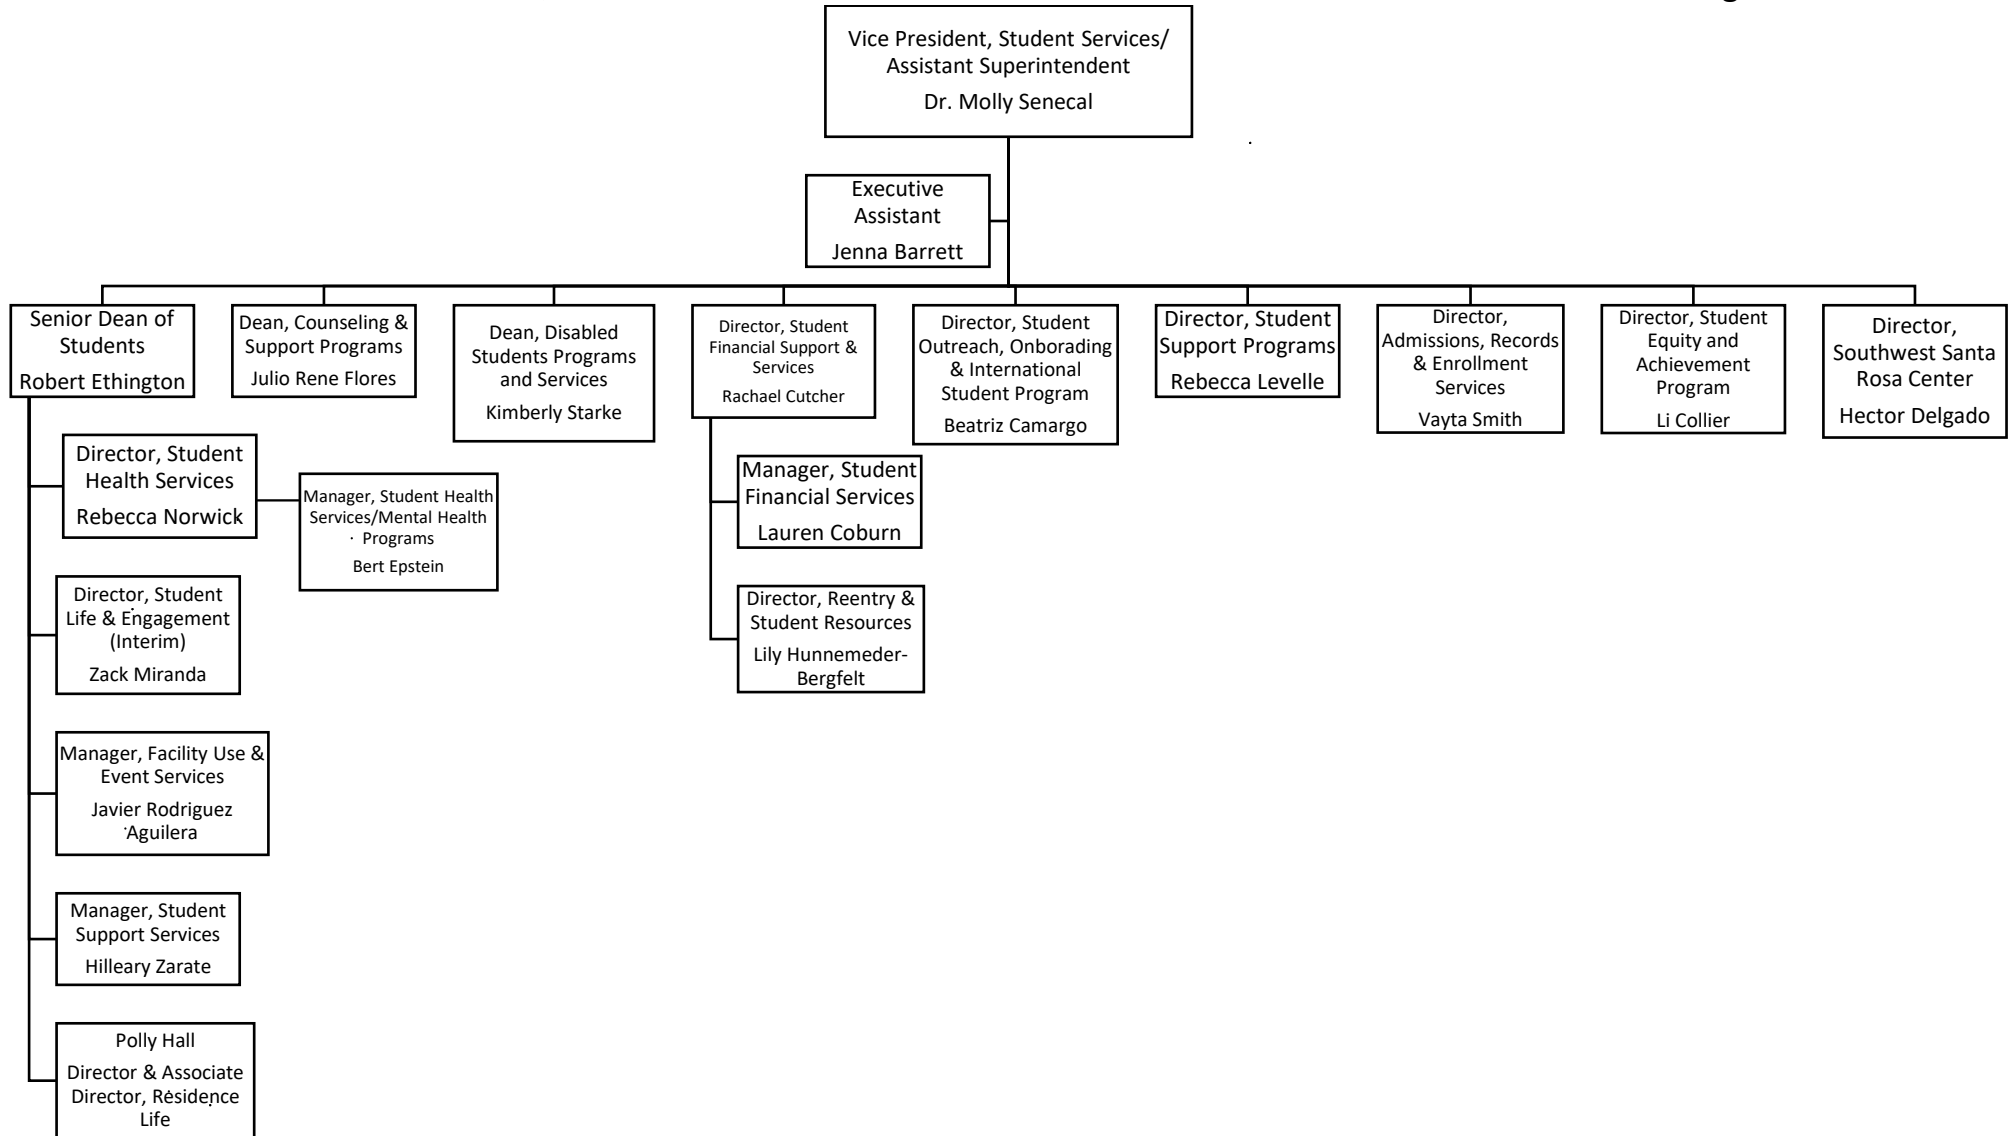 Vice President, Student Services/
Assistant Superintendent
Dr. Molly Senecal
Executive
Assistant
Jenna Barrett
Senior Dean of
Students
Robert Ethington
Dean, Counseling &
Support Programs
Julio Rene Flores
Dean, Disabled
Students Programs
and Services
Kimberly Starke
Director, Student
Financial Support &
Services
Rachael Cutcher
Director, Student
Outreach, Onborading
& International
Student Program
Beatriz Camargo
Director, Student
Support Programs
Rebecca Levelle
Director,
Admissions, Records
& Enrollment
Services
Vayta Smith
Director, Student
Equity and
Achievement
Program
Li Collier
Director,
Southwest Santa
Rosa Center
Hector Delgado
Director, Student
Health Services
Rebecca Norwick
Manager, Student Health
Services/Mental Health
Programs
Bert Epstein
Manager, Student
Financial Services
Lauren Coburn
Director, Student
Life & Engagement
(Interim)
Zack Miranda
Director, Reentry &
Student Resources
Lily Hunnemeder-
Bergfelt
Manager, Facility Use &
Event Services
Javier Rodriguez
Aguilera
Manager, Student
Support Services
Hilleary Zarate
Polly Hall
Director & Associate
Director, Residence
Life